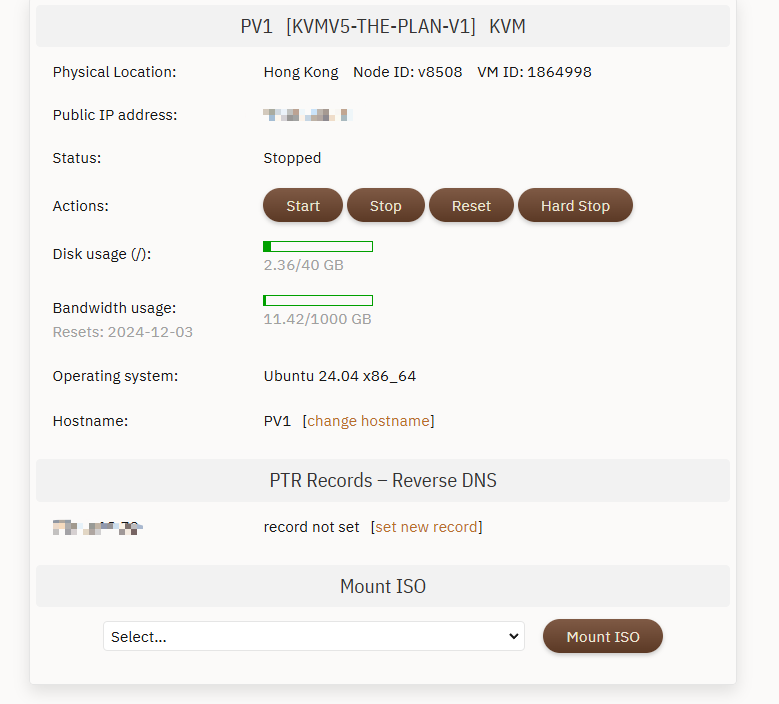 PV1 [KVMV5-THE-PLAN-V1] KVM
Physical Location: Hong Kong Node ID: v8508 VM ID: 1864998
Public IP address:
Status: Stopped
Actions: Start Stop Reset Hard Stop
Disk usage (/):
2.36/40 GB
Bandwidth usage:
11.42/1000 GB
Resets: 2024-12-03
Operating system: Ubuntu 24.04 x86_64
Hostname: PV1 [change hostname]
PTR Records – Reverse DNS
record not set [set new record]
Mount ISO
Select... Mount ISO